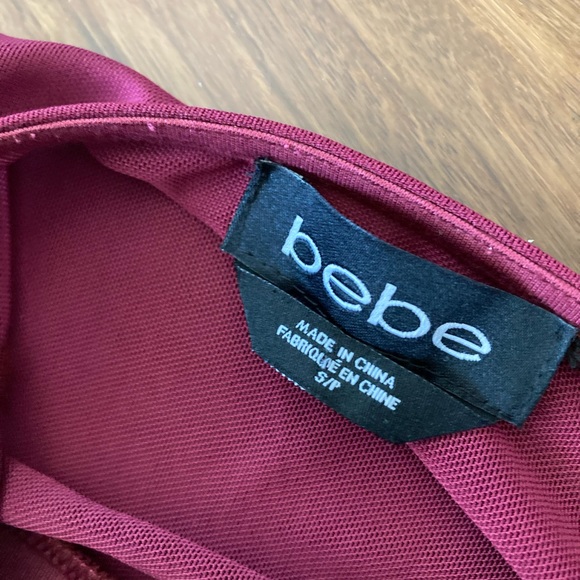 bebe
MADE IN CHINA
FABRIQUÉ EN CHINE
S/P